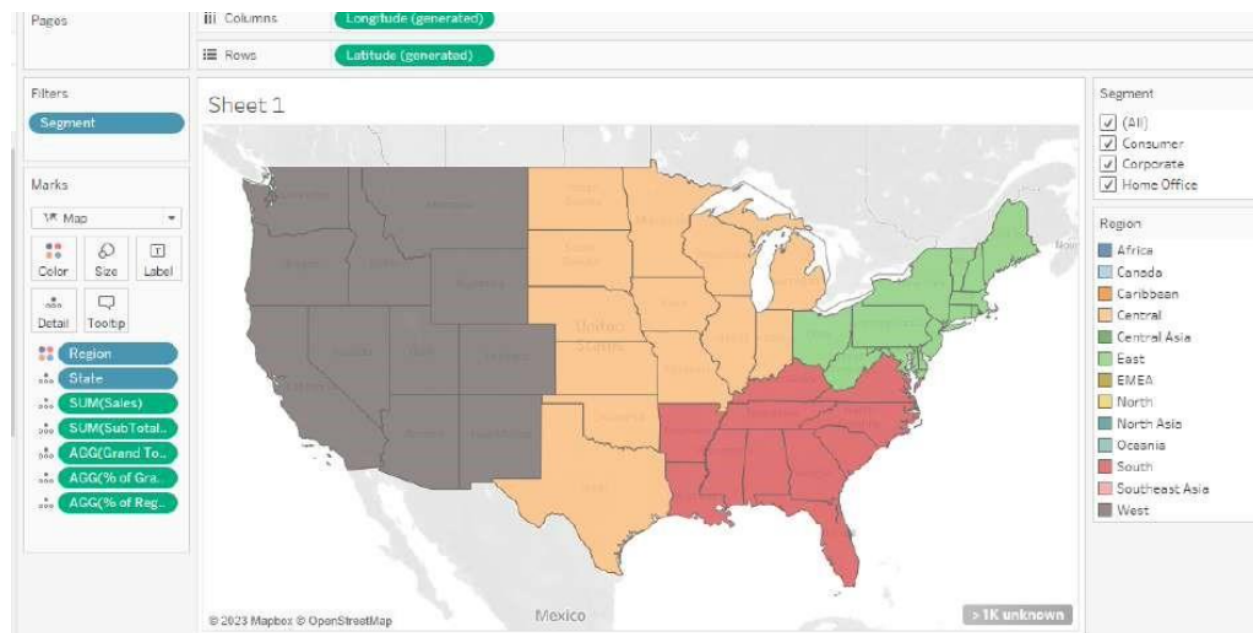 Pages
Columns
Longitude (generated)
Rows
Latitude (generated)
Filters
Segment
Marks
Map
Color
Size
Label
Detail
Tooltip
Region
State
SUM(Sales)
SUM(SubTotal..
AGG(Grand To..
AGG(% of Gra..
AGG(% of Reg..
Sheet 1
United
States
Mexico
© 2023 Mapbox © OpenStreetMap
>1K unknown
Segment
(All)
Consumer
Corporate
Home Office
Region
Africa
Canada
Caribbean
Central
Central Asia
East
EMEA
North
North Asia
Oceania
South
Southeast Asia
West